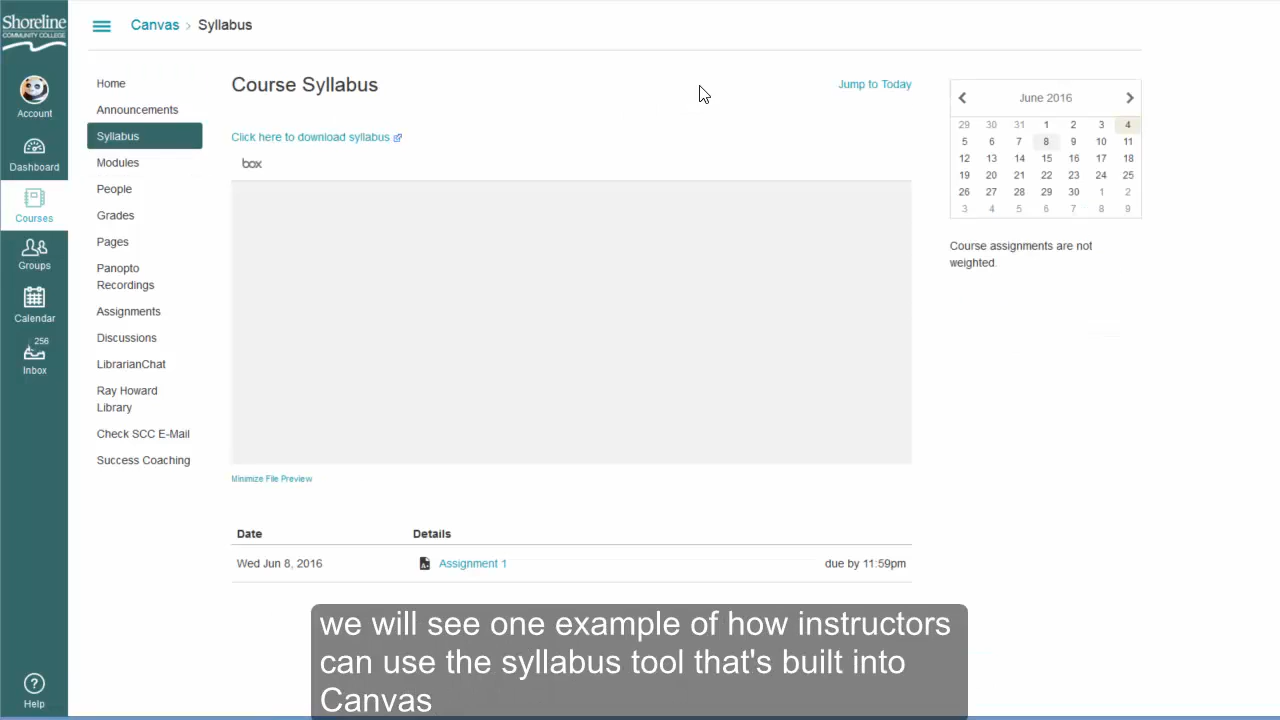 Shoreline
COMMUNITY COLLEGE
Account
Dashboard
Courses
Groups
Calendar
256
Inbox
Help
Canvas › Syllabus
Home
Announcements
Syllabus
Modules
People
Grades
Pages
Panopto
Recordings
Assignments
Discussions
LibrarianChat
Ray Howard
Library
Check SCC E-Mail
Success Coaching
Course Syllabus
Jump to Today
Click here to download syllabus
box
Minimize File Preview
Date Details
Wed Jun 8, 2016 Assignment 1 due by 11:59pm
June 2016
29 30 31 1 2 3 4
5 6 7 8 9 10 11
12 13 14 15 16 17 18
19 20 21 22 23 24 25
26 27 28 29 30 1 2
3 4 5 6 7 8 9
Course assignments are not
weighted.
we will see one example of how instructors
can use the syllabus tool that's built into
Canvas